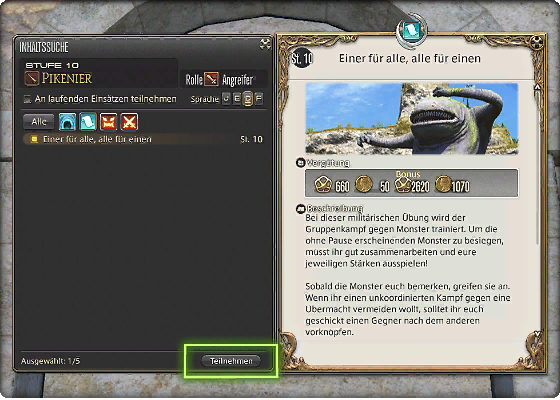 INHALTSSUCHE
STUFE 10
PIKENIER
Rolle Angreifer
An laufenden Einsätzen teilnehmen
Sprache J E D F
Alle
Einer für alle, alle für einen St. 10
Ausgewählt: 1/5
Teilnehmen
St. 10
Einer für alle, alle für einen
Vergütung
Bonus
660 50 2620 1070
Beschreibung
Bei dieser militärischen Übung wird der
Gruppenkampf gegen Monster trainiert. Um die
ohne Pause erscheinenden Monster zu besiegen,
müsst ihr gut zusammenarbeiten und eure
jeweiligen Stärken ausspielen!
Sobald die Monster euch bemerken, greifen sie an.
Wenn ihr einen unkoordinierten Kampf gegen eine
Übermacht vermeiden wollt, solltet ihr euch
geschickt einen Gegner nach dem anderen
vorknöpfen.